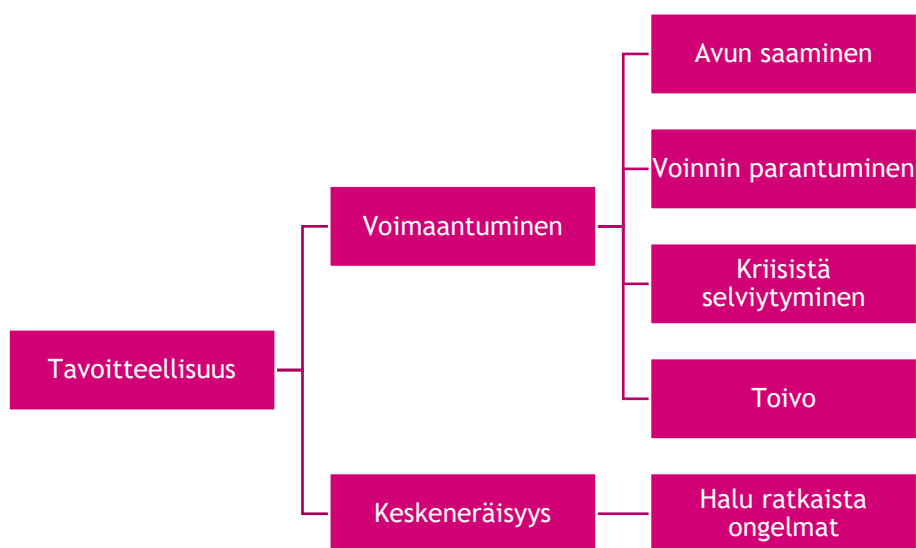 Tavoitteellisuus
Voimaantuminen
Avun saaminen
Voinnin parantuminen
Kriisistä
selviytyminen
Toivo
Keskeneräisyys
Halu ratkaista
ongelmat